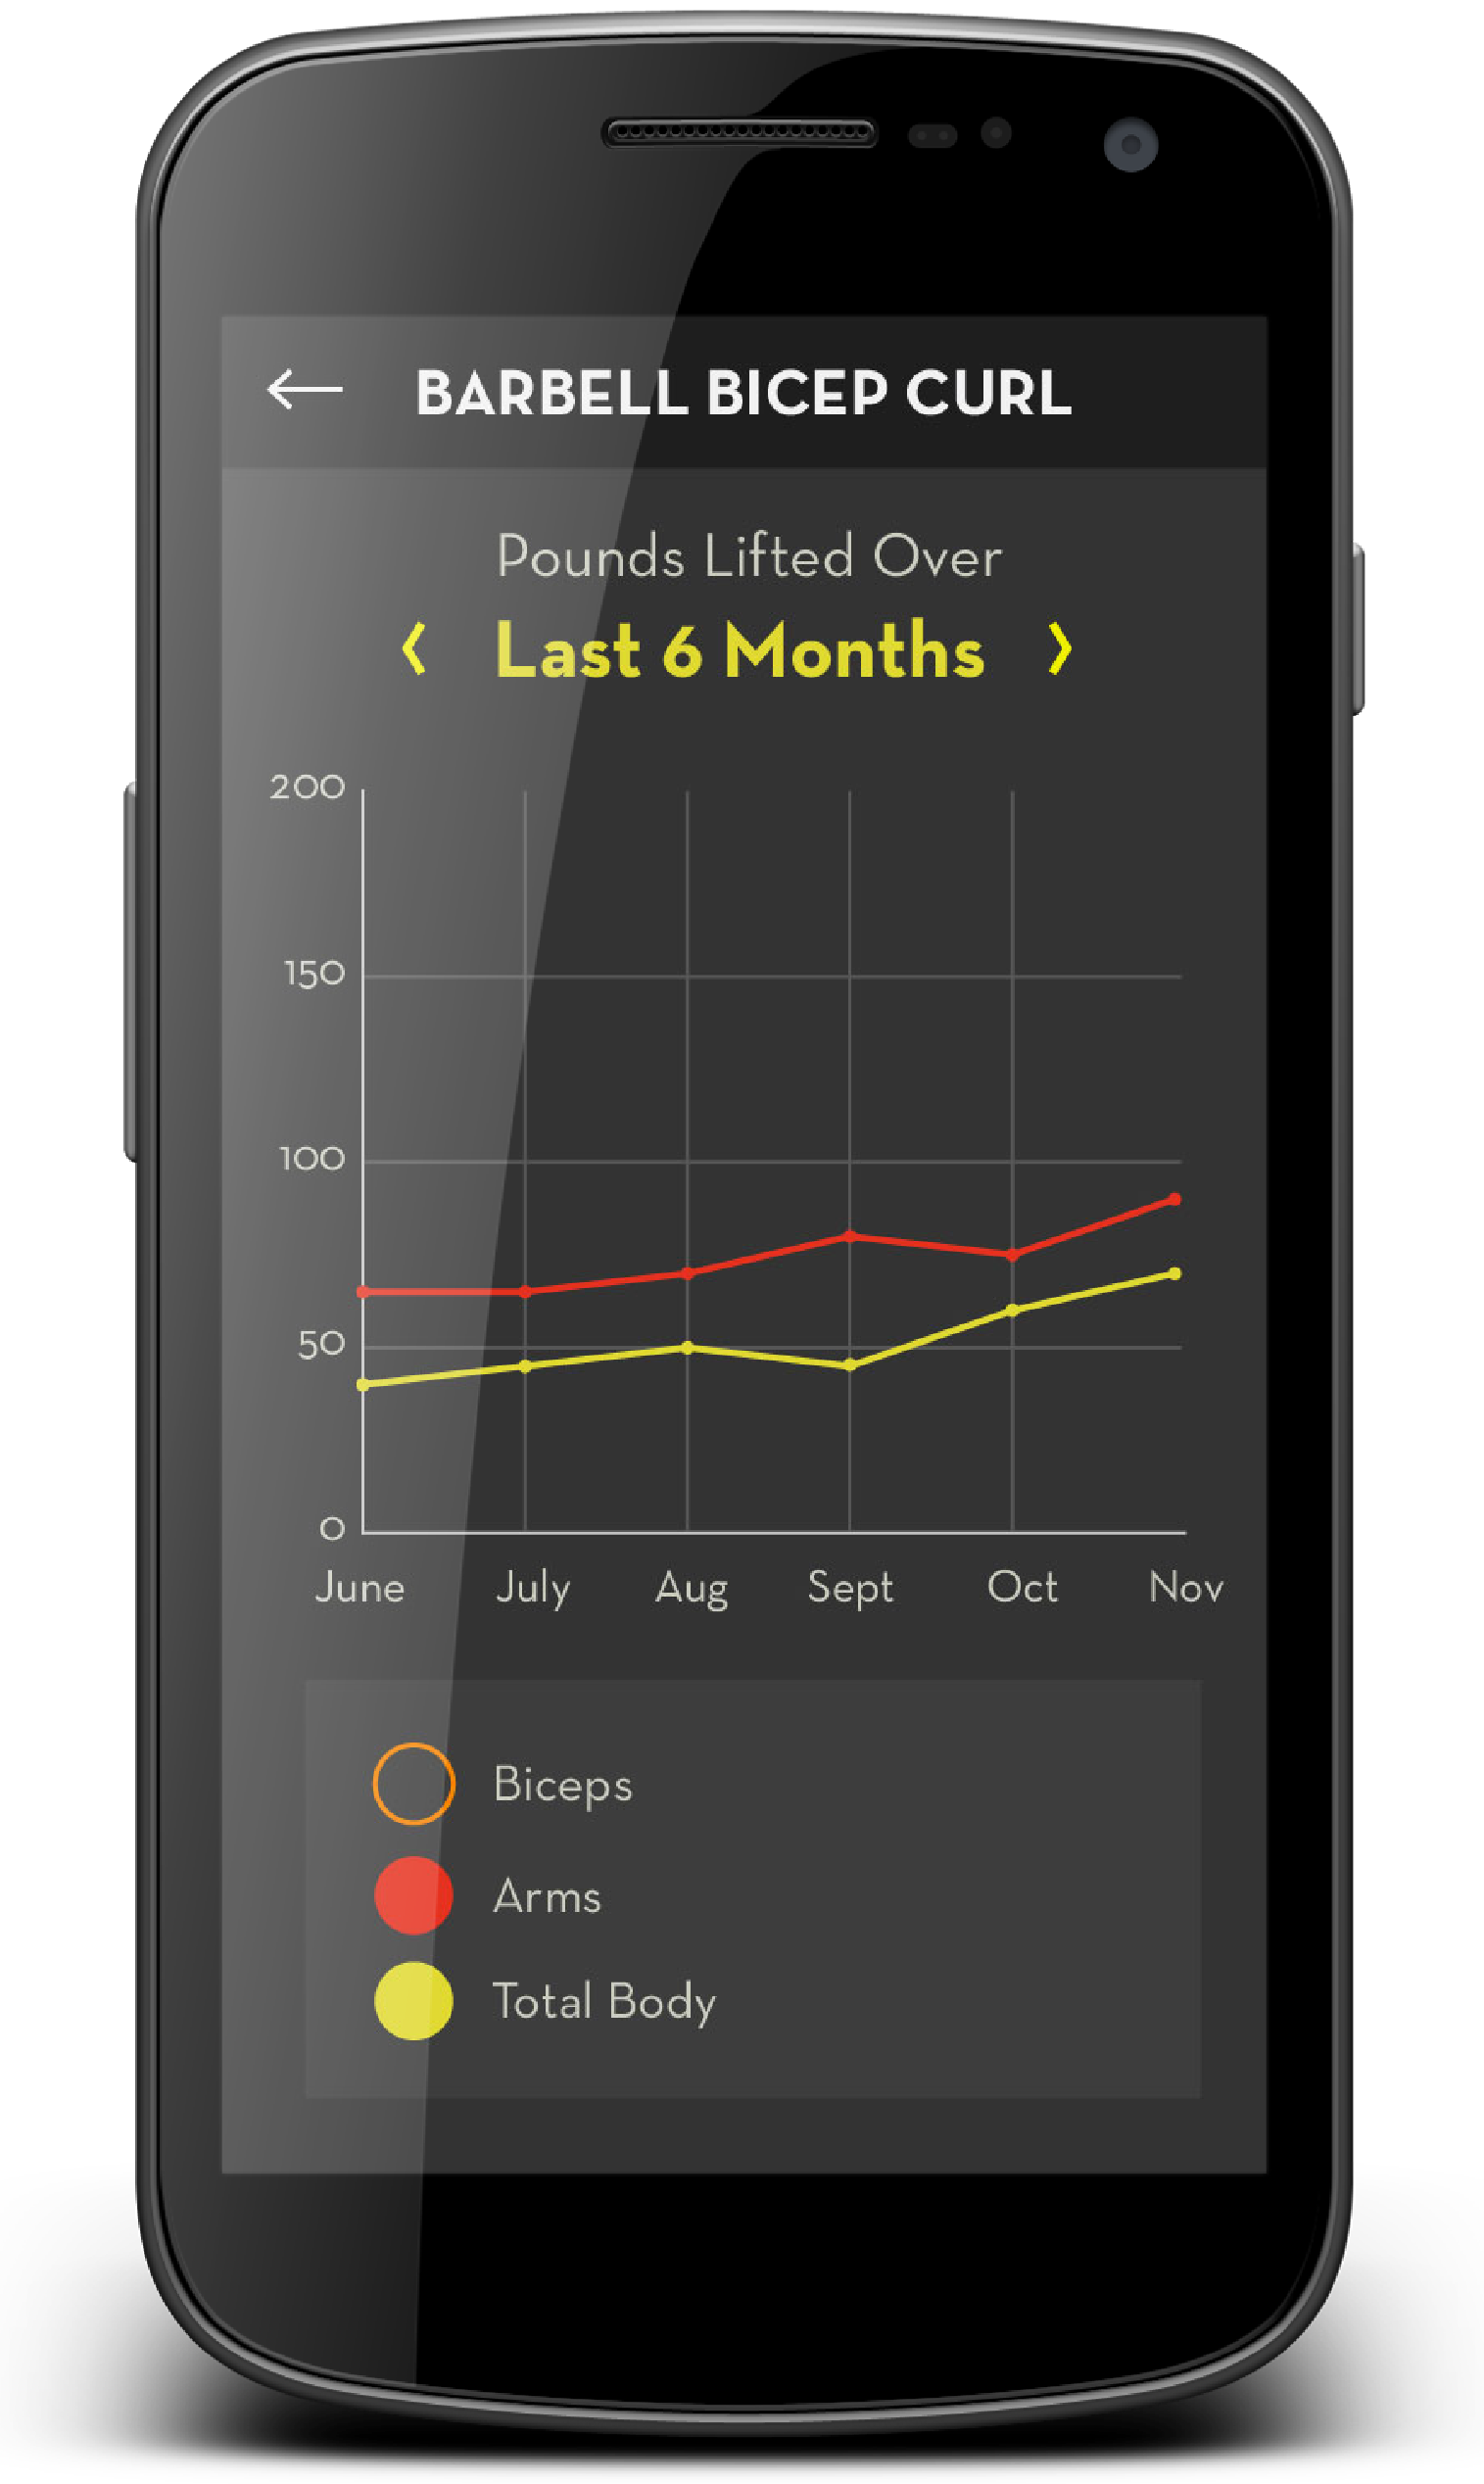 BARBELL BICEP CURL
Pounds Lifted Over
Last 6 Months
200
150
100
50
0
June July Aug Sept Oct Nov
Biceps
Arms
Total Body